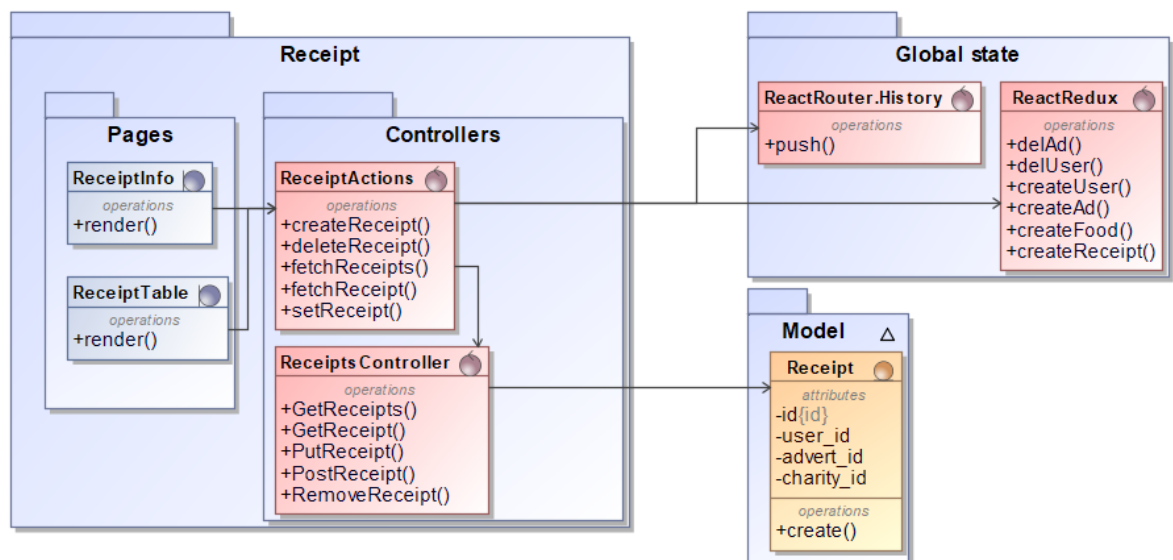 Receipt
Pages
ReceiptInfo
operations
+render()
ReceiptTable
operations
+render()
Controllers
ReceiptActions
operations
+createReceipt()
+deleteReceipt()
+fetchReceipts()
+fetchReceipt()
+setReceipt()
ReceiptsController
operations
+GetReceipts()
+GetReceipt()
+PutReceipt()
+PostReceipt()
+RemoveReceipt()
Global state
ReactRouter.History
operations
+push()
ReactRedux
operations
+delAd()
+delUser()
+createUser()
+createAd()
+createFood()
+createReceipt()
Model
Receipt
attributes
-id{id}
-user_id
-advert_id
-charity_id
operations
+create()